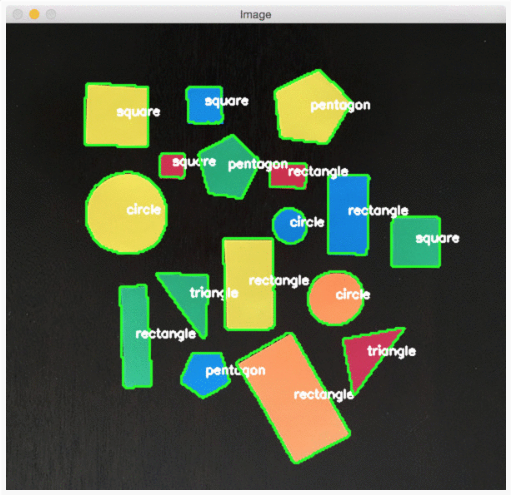 Image
square
square
pentagon
square
pentagon
rectangle
circle
circle
rectangle
square
triangle
rectangle
circle
rectangle
triangle
pentagon
rectangle